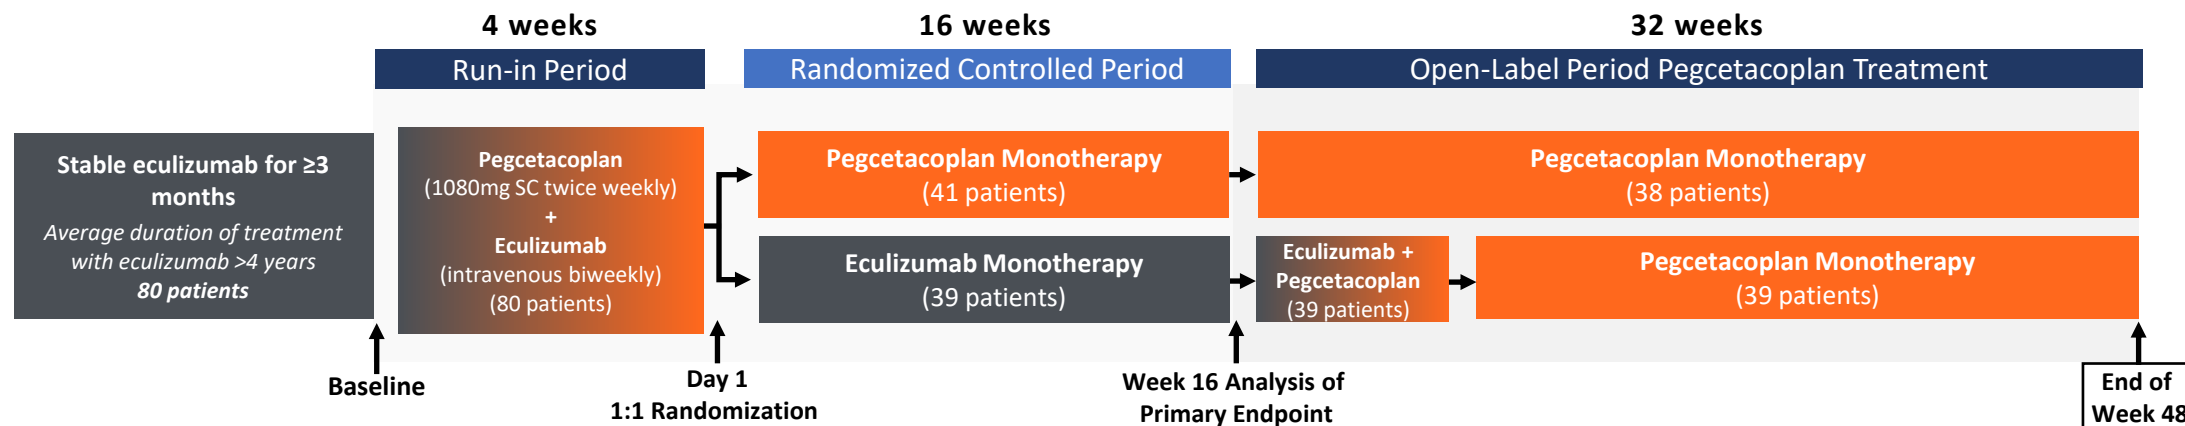 4 weeks
16 weeks
32 weeks
Run-in Period
Randomized Controlled Period
Open-Label Period Pegcetacoplan Treatment
Stable eculizumab for ≥3
months
Average duration of treatment
with eculizumab >4 years
80 patients
Pegcetacoplan
(1080mg SC twice weekly)
+
Eculizumab
(intravenous biweekly)
(80 patients)
Pegcetacoplan Monotherapy
(41 patients)
Pegcetacoplan Monotherapy
(38 patients)
Eculizumab Monotherapy
(39 patients)
Eculizumab +
Pegcetacoplan
(39 patients)
Pegcetacoplan Monotherapy
(39 patients)
Baseline
Day 1
1:1 Randomization
Week 16 Analysis of
Primary Endpoint
End of
Week 48